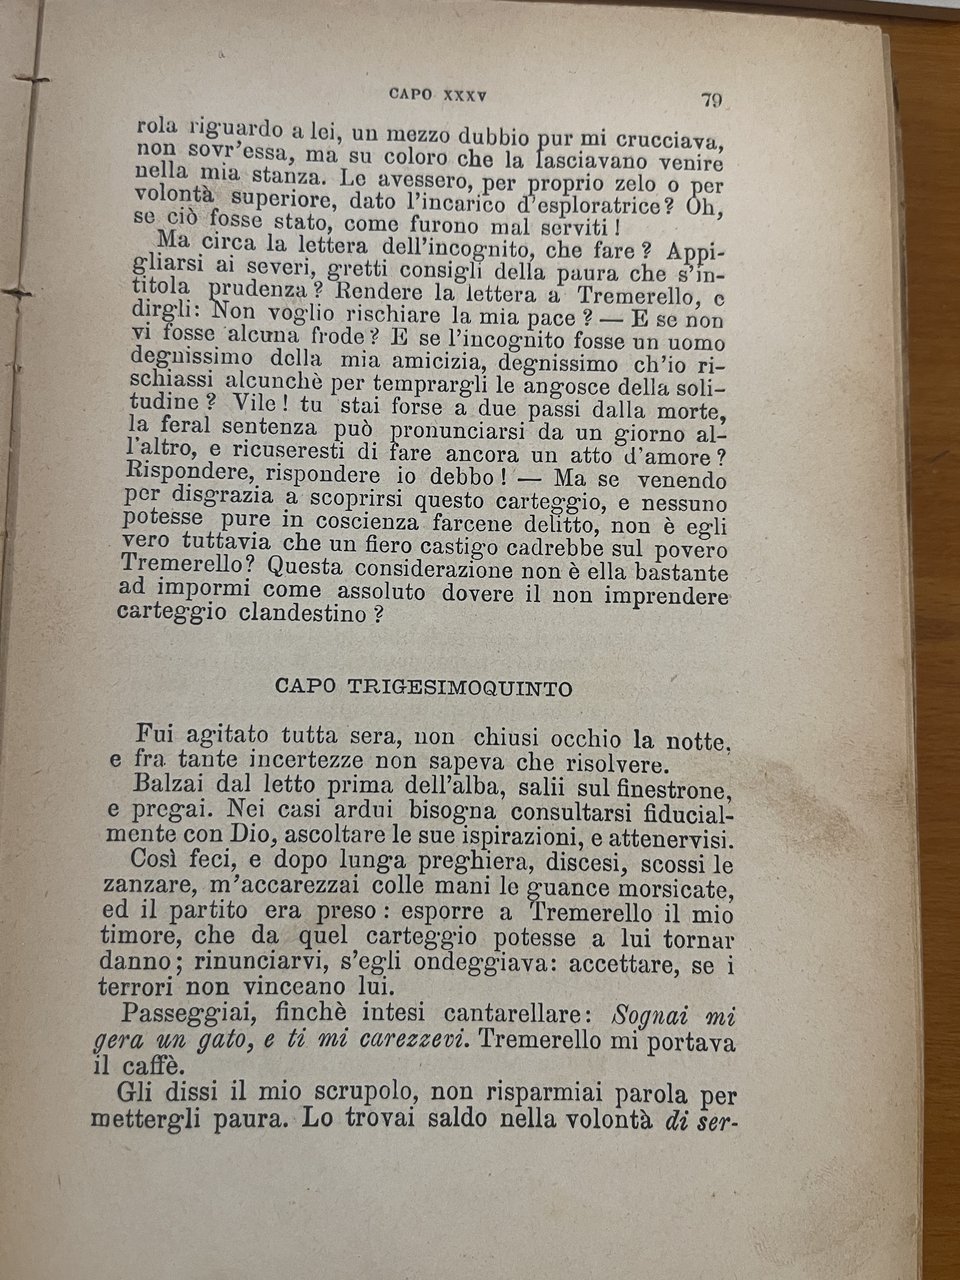 CAPO XXXV 79
rola riguardo a lei, un mezzo dubbio pur mi crucciava,
non sovr'essa, ma su coloro che la lasciavano venire
nella mia stanza. Le avessero, per proprio zelo o per
volontà superiore, dato l'incarico d'esploratrice? Oh,
se ciò fosse stato, come furono mal serviti!
Ma circa la lettera dell'incognito, che fare? Appi-
gliarsi ai severi, gretti consigli della paura che s'in-
titola prudenza? Rendere la lettera a Tremerello, e
dirgli: Non voglio rischiare la mia pace? — E se non
vi fosse alcuna frode? E se l'incognito fosse un uomo
degnissimo della mia amicizia, degnissimo ch'io ri-
schiassi alcunchè per temprargli le angosce della soli-
tudine? Vile! tu stai forse a due passi dalla morte,
la feral sentenza può pronunciarsi da un giorno al-
l'altro, e ricuseresti di fare ancora un atto d'amore?
Rispondere, rispondere io debbo! — Ma se venendo
per disgrazia a scoprirsi questo carteggio, e nessuno
potesse pure in coscienza farcene delitto, non è egli
vero tuttavia che un fiero castigo cadrebbe sul povero
Tremerello? Questa considerazione non è ella bastante
ad impormi come assoluto dovere il non imprendere
carteggio clandestino?
CAPO TRIGESIMOQUINTO
Fui agitato tutta sera, non chiusi occhio la notte,
e fra tante incertezze non sapeva che risolvere.
Balzai dal letto prima dell'alba, salii sul finestrone,
e pregai. Nei casi ardui bisogna consultarsi fiducial-
mente con Dio, ascoltare le sue ispirazioni, e attenervisi.
Così feci, e dopo lunga preghiera, discesi, scossi le
zanzare, m'accarezzai colle mani le guance morsicate,
ed il partito era preso: esporre a Tremerello il mio
timore, che da quel carteggio potesse a lui tornar
danno; rinunciarvi, s'egli ondeggiava: accettare, se i
terrori non vinceano lui.
Passeggiai, finchè intesi cantarellare: Sognai mi
gera un gato, e ti mi carezzevi. Tremerello mi portava
il caffè.
Gli dissi il mio scrupolo, non risparmiai parola per
mettergli paura. Lo trovai saldo nella volontà di ser-